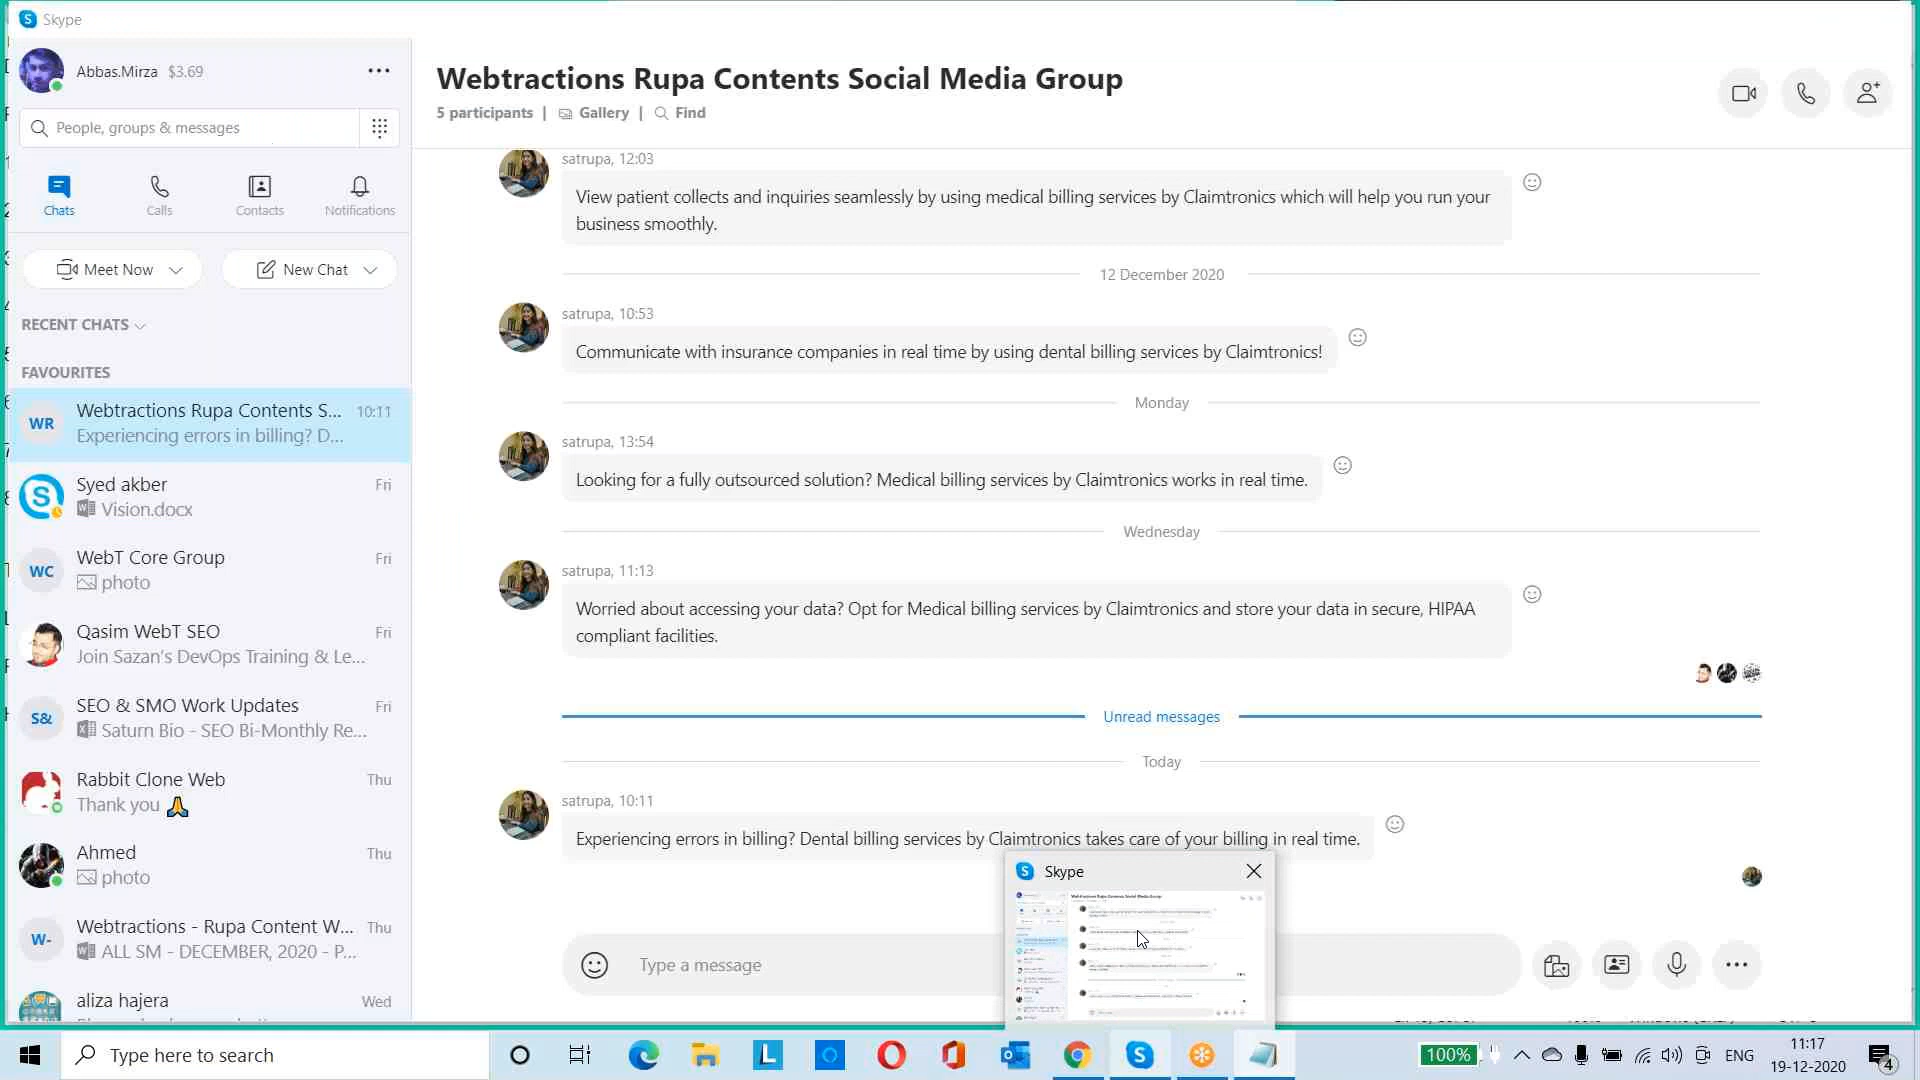 Skype
Abbas.Mirza $3.69
People, groups & messages
Chats
Calls
Contacts
Notifications
Meet Now
New Chat
RECENT CHATS
FAVOURITES
WR
Webtractions Rupa Contents S... 10:11
Experiencing errors in billing? D...
Syed akber Fri
Vision.docx
WC
WebT Core Group Fri
photo
Qasim WebT SEO Fri
Join Sazan's DevOps Training & Le...
S&
SEO & SMO Work Updates Fri
Saturn Bio - SEO Bi-Monthly Re...
Rabbit Clone Web Thu
Thank you 🙏
Ahmed Thu
photo
W-
Webtractions - Rupa Content W... Thu
ALL SM - DECEMBER, 2020 - P...
aliza hajera Wed
Webtractions Rupa Contents Social Media Group
5 participants | Gallery | Find
satrupa, 12:03
View patient collects and inquiries seamlessly by using medical billing services by Claimtronics which will help you run your
business smoothly.
12 December 2020
satrupa, 10:53
Communicate with insurance companies in real time by using dental billing services by Claimtronics!
Monday
satrupa, 13:54
Looking for a fully outsourced solution? Medical billing services by Claimtronics works in real time.
Wednesday
satrupa, 11:13
Worried about accessing your data? Opt for Medical billing services by Claimtronics and store your data in secure, HIPAA
compliant facilities.
Unread messages
Today
satrupa, 10:11
Experiencing errors in billing? Dental billing services by Claimtronics takes care of your billing in real time.
Skype
Type a message
Type here to search
100%
ENG
11:17
19-12-2020
4